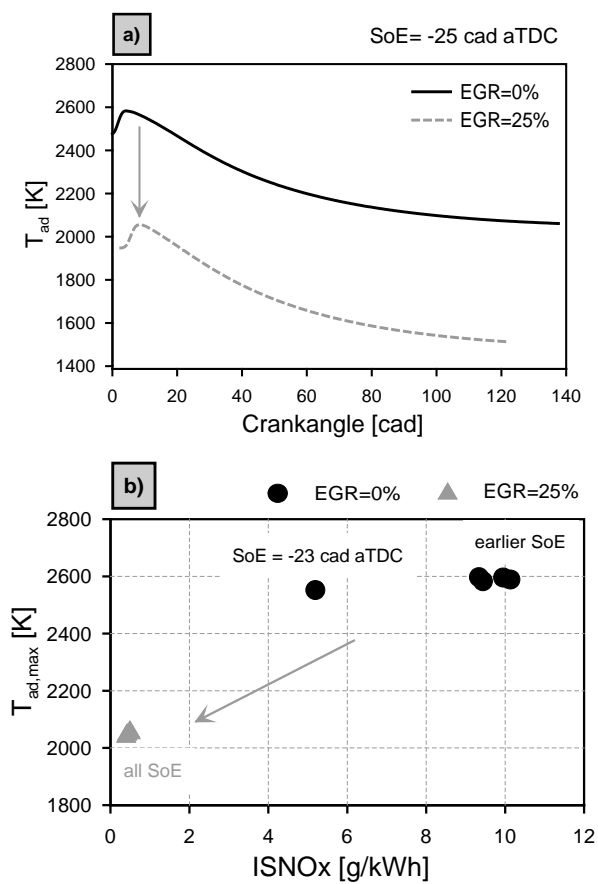 a)
SoE= -25 cad aTDC
EGR=0%
EGR=25%
T_ad [K]
2800
2600
2400
2200
2000
1800
1600
1400
0 20 40 60 80 100 120 140
Crankangle [cad]
b)
EGR=0% EGR=25%
T_ad,max [K]
2800
2600
2400
2200
2000
1800
earlier SoE
SoE = -23 cad aTDC
all SoE
0 2 4 6 8 10 12
ISNOx [g/kWh]